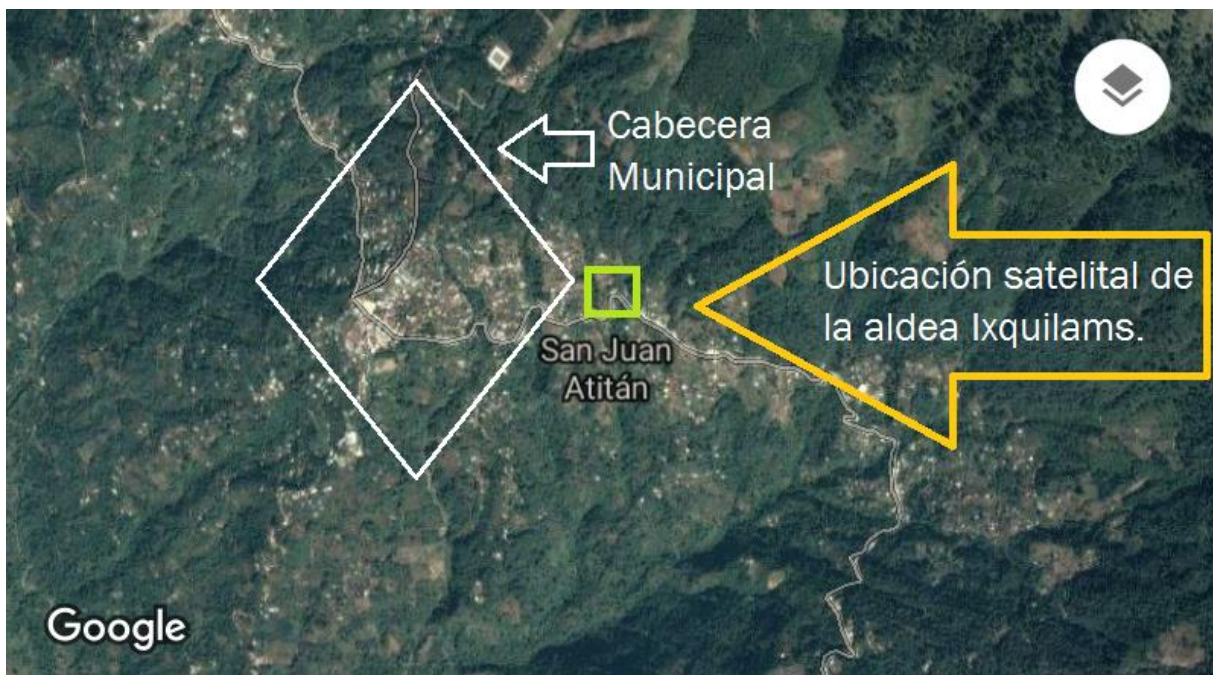 Cabecera
Municipal
Ubicación satelital de
la aldea Ixquilams.
San Juan
Atitán
Google